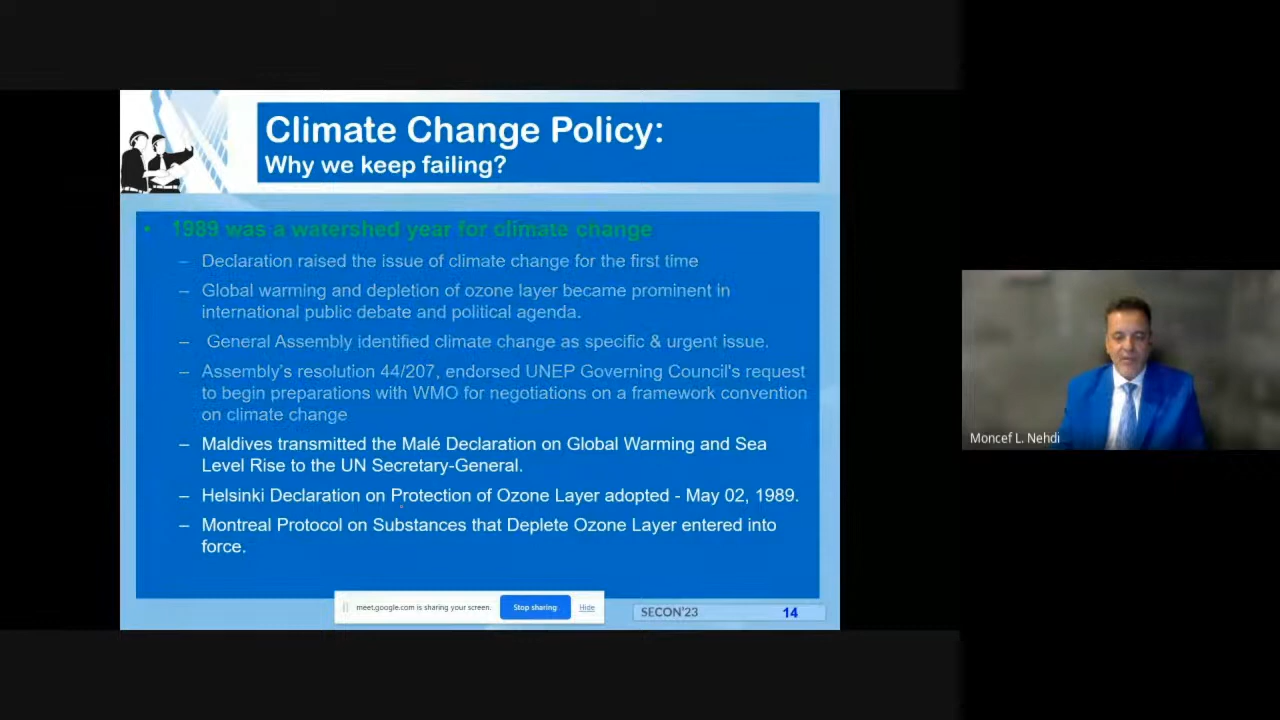 Climate Change Policy:
Why we keep failing?
• 1989 was a watershed year for climate change
– Declaration raised the issue of climate change for the first time
– Global warming and depletion of ozone layer became prominent in
international public debate and political agenda.
– General Assembly identified climate change as specific & urgent issue.
– Assembly's resolution 44/207, endorsed UNEP Governing Council's request
to begin preparations with WMO for negotiations on a framework convention
on climate change
– Maldives transmitted the Malé Declaration on Global Warming and Sea
Level Rise to the UN Secretary-General.
– Helsinki Declaration on Protection of Ozone Layer adopted - May 02, 1989.
– Montreal Protocol on Substances that Deplete Ozone Layer entered into
force.
meet.google.com is sharing your screen. Stop sharing Hide
SECON'23 14
Moncef L. Nehdi